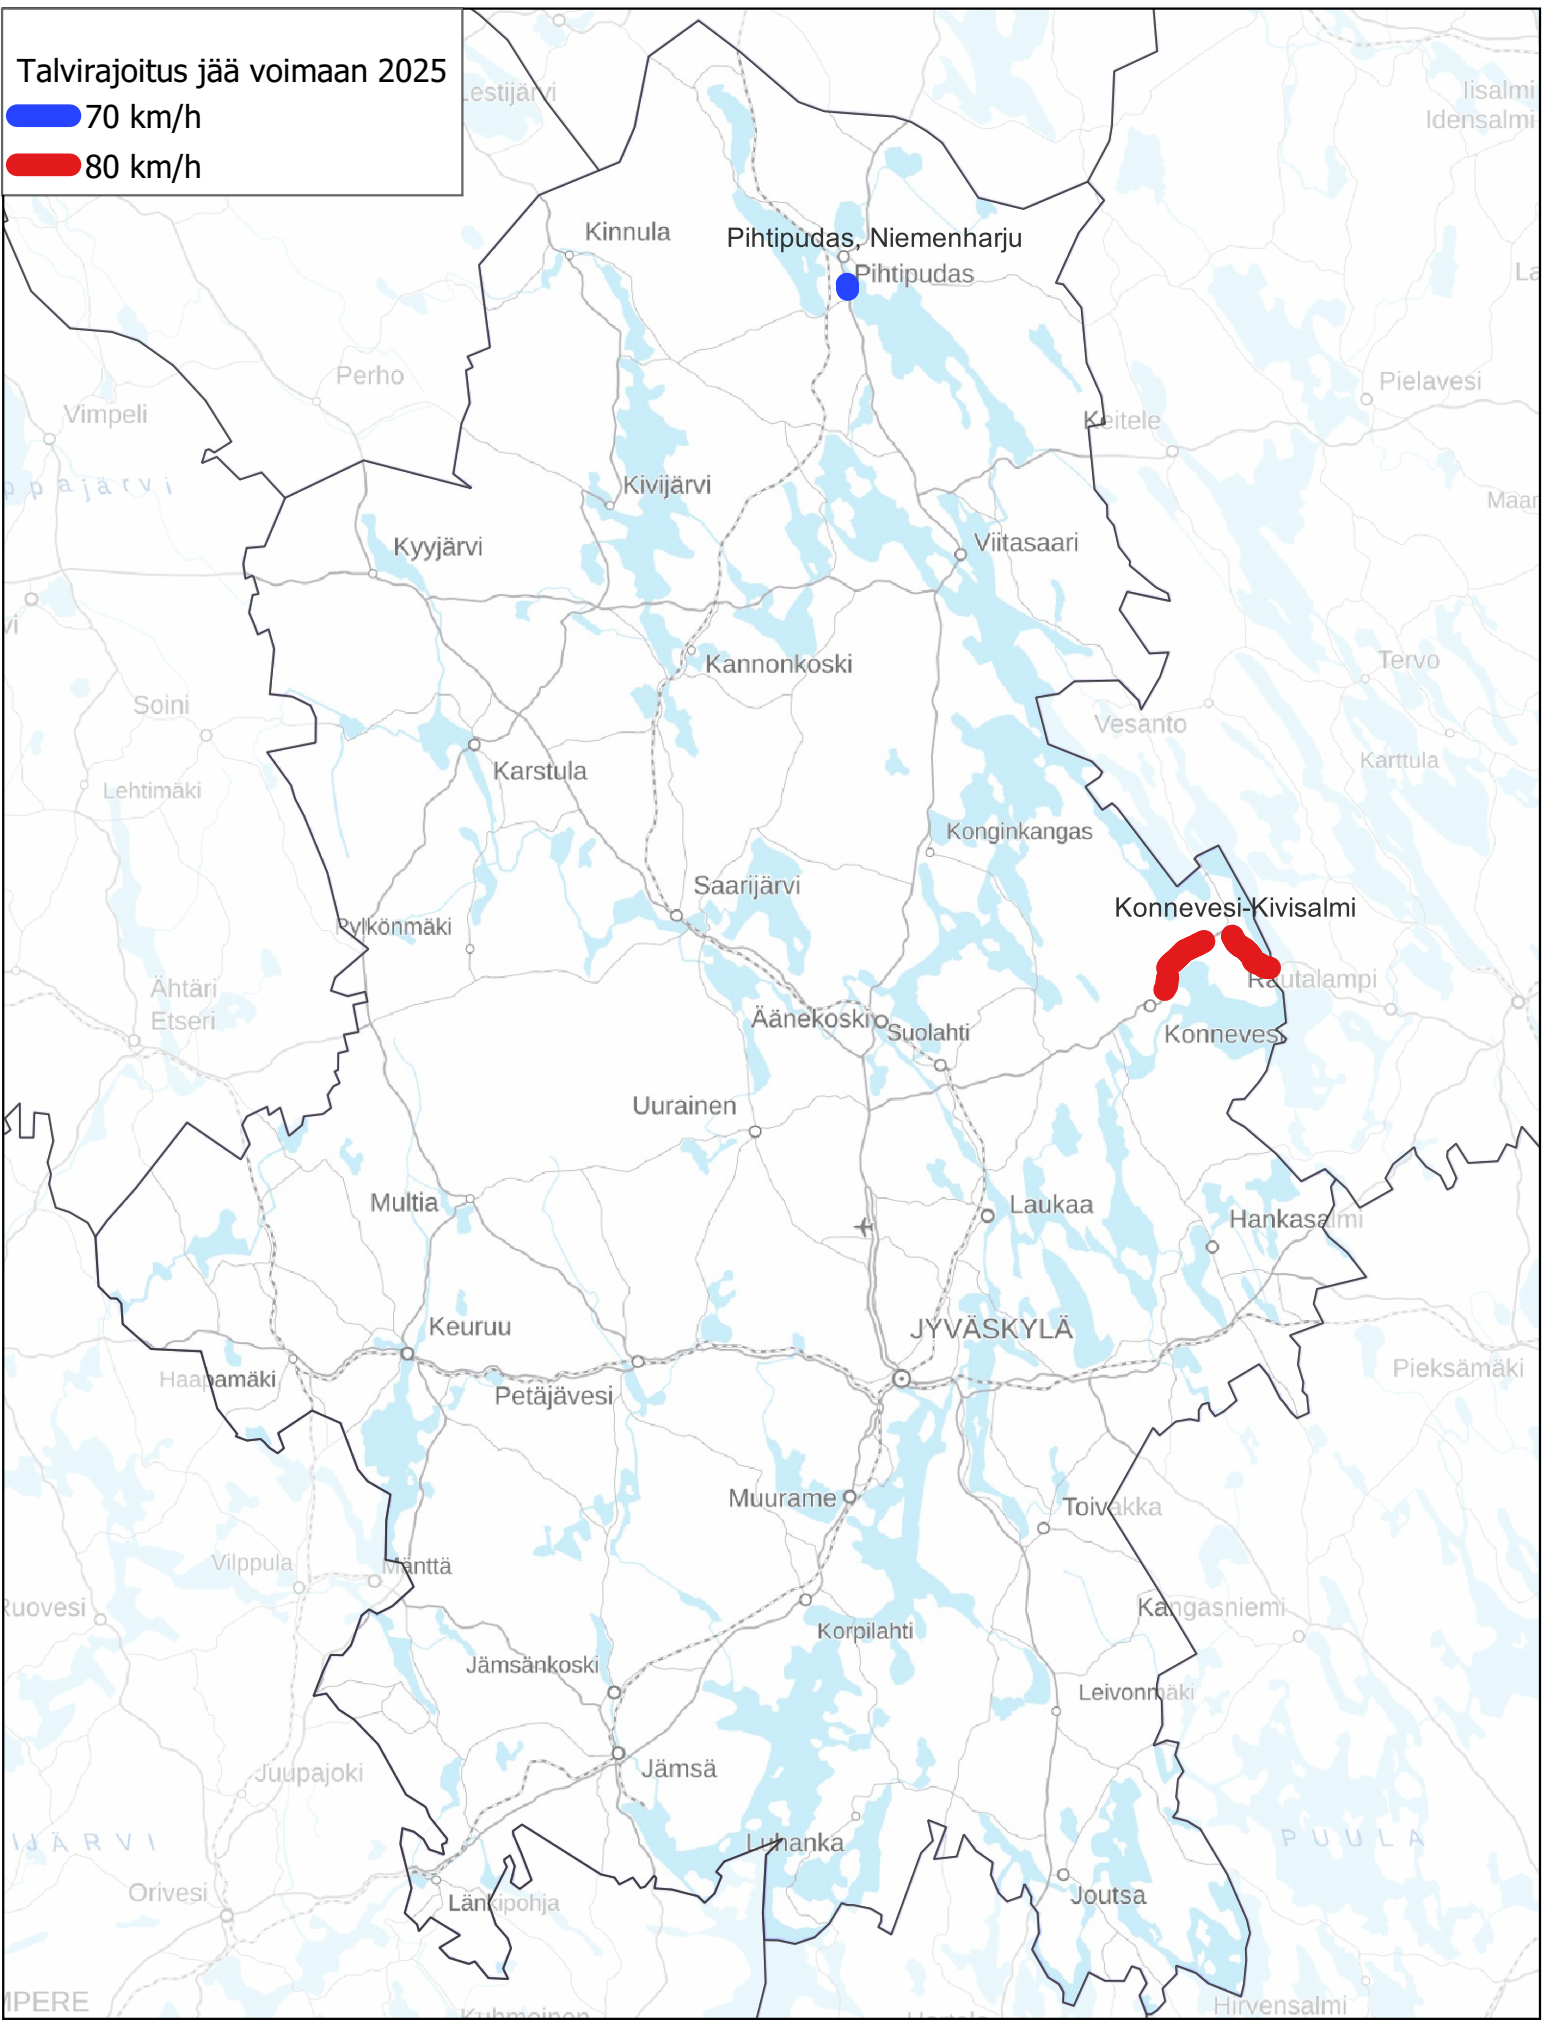 Talvirajoitus jää voimaan 2025
70 km/h
80 km/h
Lestijärvi
Iisalmi
Idensalmi
Kinnula
Pihtipudas, Niemenharju
Pihtipudas
Perho
Vimpeli
Pielavesi
Keitele
Kivijärvi
Kyyjärvi
Viitasaari
Kannonkoski
Tervo
Soini
Vesanto
Karstula
Karttula
Lehtimäki
Konginkangas
Saarijärvi
Konnevesi-Kivisalmi
Pylkönmäki
Rautalampi
Ähtäri
Etseri
Äänekoski
Suolahti
Konnevesi
Uurainen
Multia
Laukaa
Hankasalmi
Keuruu
JYVÄSKYLÄ
Haapamäki
Petäjävesi
Pieksämäki
Muurame
Toivakka
Vilppula
Mänttä
Ruovesi
Kangasniemi
Korpilahti
Jämsänkoski
Leivonmäki
Jämsä
Juupajoki
IJÄRVI
Luhanka
PUULA
Orivesi
Länkipohja
Joutsa
MPERE
Hirvensalmi